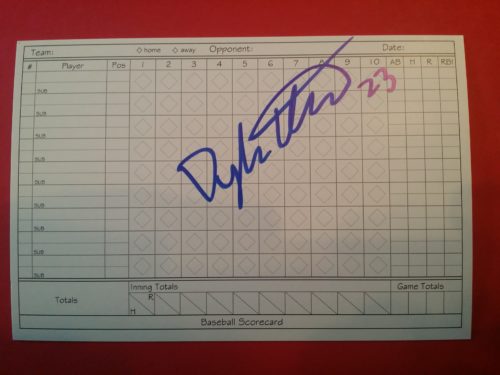 Team: ◇ home ◇ away Opponent: Date:
# Player Pos 1 2 3 4 5 6 7 8 9 10 AB H R RBI
SUB
SUB
SUB
SUB
SUB
SUB
SUB
SUB
SUB
23
Inning Totals Game Totals
Totals H R
Baseball Scorecard